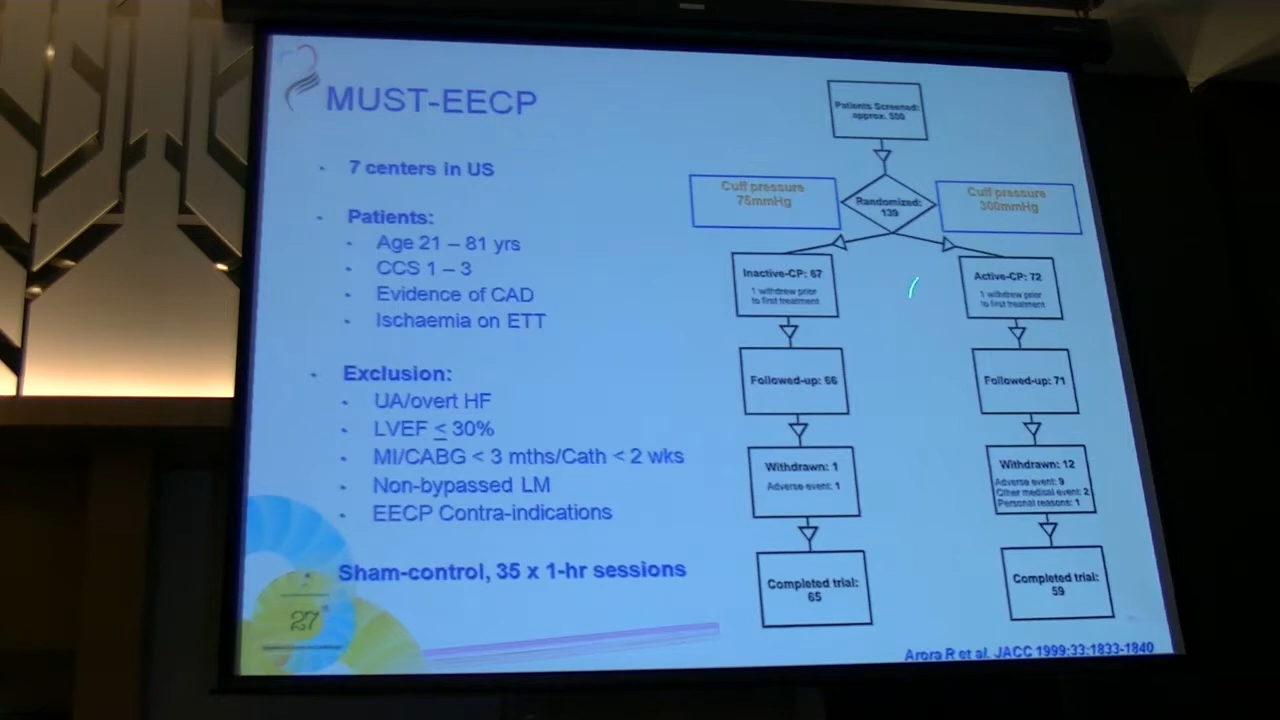 MUST-EECP
· 7 centers in US
· Patients:
· Age 21 – 81 yrs
· CCS 1 – 3
· Evidence of CAD
· Ischaemia on ETT
· Exclusion:
· UA/overt HF
· LVEF ≤ 30%
· MI/CABG < 3 mths/Cath < 2 wks
· Non-bypassed LM
· EECP Contra-indications
Sham-control, 35 x 1-hr sessions
27
Patients Screened:
approx. 500
Cuff pressure
75mmHg
Randomized:
139
Cuff pressure
300mmHg
Inactive-CP: 67
1 withdrew prior
to first treatment
Active-CP: 72
1 withdrew prior
to first treatment
Followed-up: 66
Followed-up: 71
Withdrawn: 1
Adverse event: 1
Withdrawn: 12
Adverse event: 9
Other medical event: 2
Personal reasons: 1
Completed trial:
65
Completed trial:
59
Arora R et al. JACC 1999:33:1833-1840